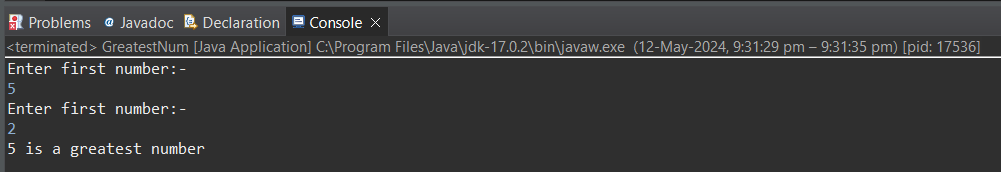 Problems @ Javadoc Declaration Console
<terminated> GreatestNum [Java Application] C:\Program Files\Java\jdk-17.0.2\bin\javaw.exe (12-May-2024, 9:31:29 pm – 9:31:35 pm) [pid: 17536]
Enter first number:-
5
Enter first number:-
2
5 is a greatest number